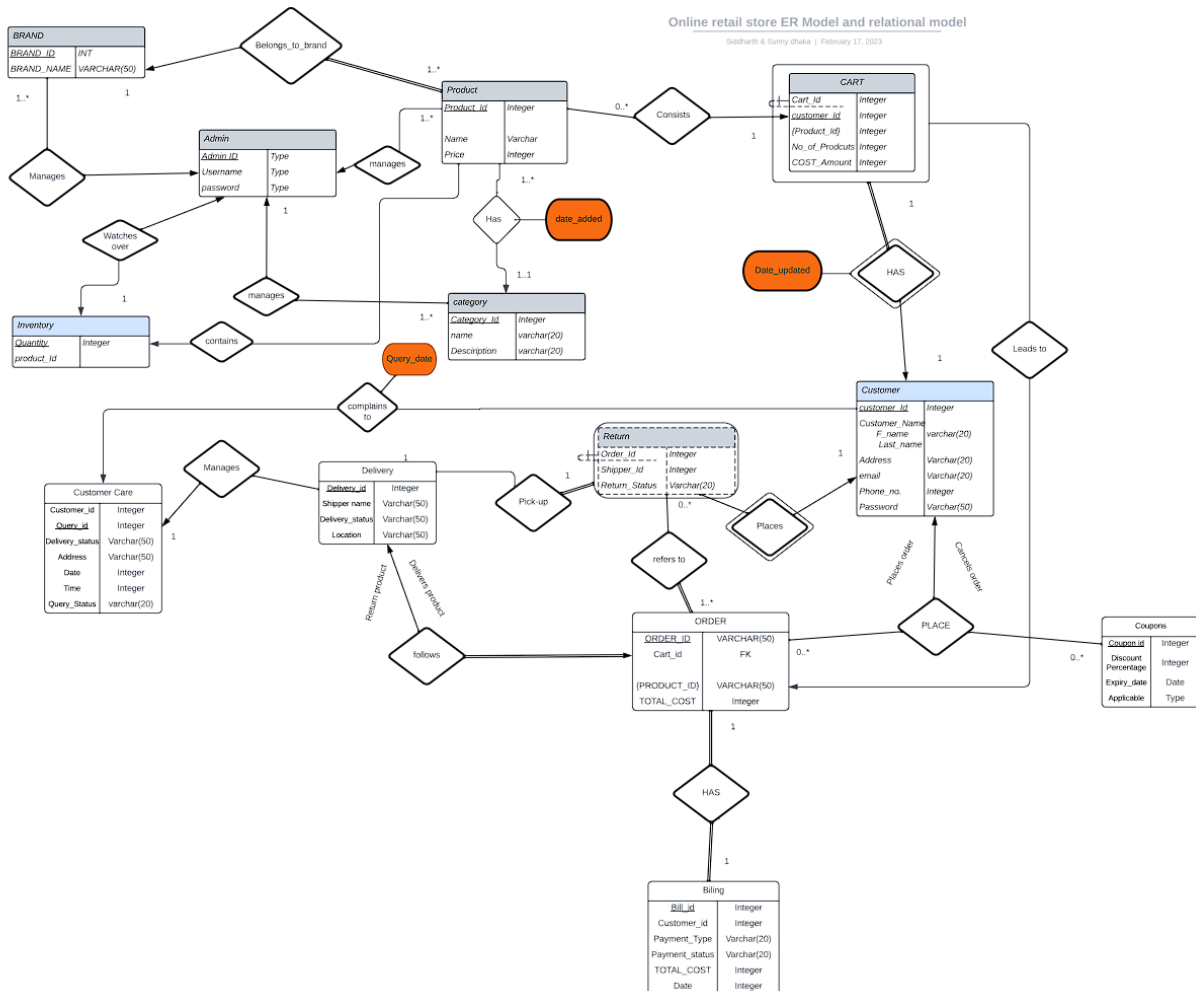 Online retail store ER Model and relational model
Siddharth & Sunny dhaka | February 17, 2023
BRAND
BRAND_ID INT
BRAND_NAME VARCHAR(50)
1..*
1
Belongs_to_brand
1..*
Product
Product_Id Integer
Name Varchar
Price Integer
1..*
0..*
Consists
1
CART
Cart_Id Integer
customer_Id Integer
{Product_Id} Integer
No_of_Prodcuts Integer
COST_Amount Integer
1
Admin
Admin ID Type
Username Type
password Type
1
manages
Manages
1..*
Has
date_added
1..1
Watches
over
1
manages
1..*
Date_updated
HAS
1
Inventory
Quantity Integer
product_Id
contains
category
Category_Id Integer
name varchar(20)
Desciription varchar(20)
Leads to
Query_date
complains
to
Customer
customer_Id Integer
Customer_Name
F_name varchar(20)
Last_name
Address Varchar(20)
email Varchar(20)
Phone_no. Integer
Password Varchar(50)
1
Return
Order_Id Integer
Shipper_Id Integer
Return_Status Varchar(20)
0..*
1
Manages
1
Delivery
Delivery_id Integer
Shipper name Varchar(50)
Delivery_status Varchar(50)
Location Varchar(50)
Pick-up
Places
Customer Care
Customer_id Integer
Query_id Integer
Delivery_status Varchar(50)
Address Varchar(50)
Date Integer
Time Integer
Query_Status varchar(20)
1
refers to
1..*
Return product
Delivers product
follows
Places order
Cancels order
PLACE
0..*
0..*
ORDER
ORDER_ID VARCHAR(50)
Cart_id FK
{PRODUCT_ID} VARCHAR(50)
TOTAL_COST Integer
1
Coupons
Coupon id Integer
Discount
Percentage Integer
Expiry_date Date
Applicable Type
HAS
1
Biling
Bill_id Integer
Customer_id Integer
Payment_Type Varchar(20)
Payment_status Varchar(20)
TOTAL_COST Integer
Date Integer